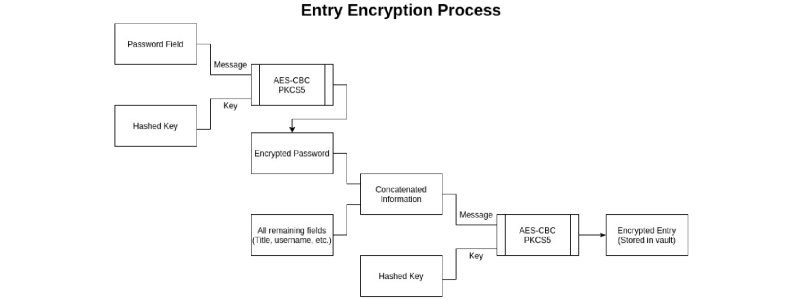 Entry Encryption Process
Password Field
Message
AES-CBC
PKCS5
Key
Hashed Key
Encrypted Password
Concatenated
Information
All remaining fields
(Title, username, etc.)
Message
AES-CBC
PKCS5
Key
Hashed Key
Encrypted Entry
(Stored in vault)